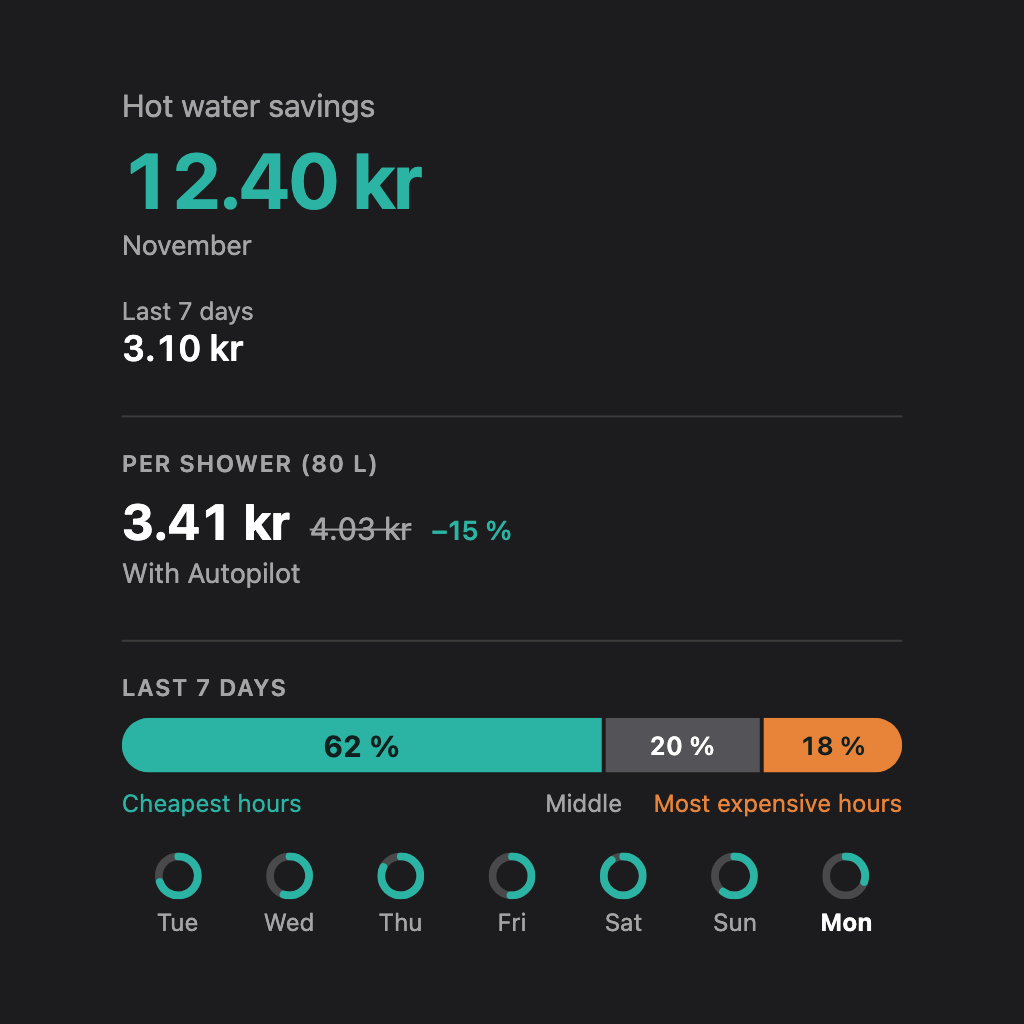 Hot water savings
12.40 kr
November
Last 7 days
3.10 kr
PER SHOWER (80 L)
3.41 kr 4.03 kr –15 %
With Autopilot
LAST 7 DAYS
62 % 20 % 18 %
Cheapest hours Middle Most expensive hours
Tue Wed Thu Fri Sat Sun Mon